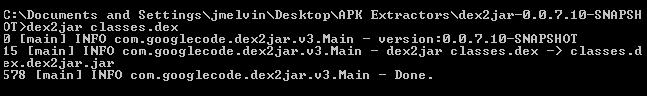 C:\Documents and Settings\jmelvin\Desktop\APK Extractors\dex2jar-0.0.7.10-SNAPSH
OT>dex2jar classes.dex
0 [main] INFO com.googlecode.dex2jar.v3.Main - version:0.0.7.10-SNAPSHOT
15 [main] INFO com.googlecode.dex2jar.v3.Main - dex2jar classes.dex -> classes.d
ex.dex2jar.jar
578 [main] INFO com.googlecode.dex2jar.v3.Main - Done.